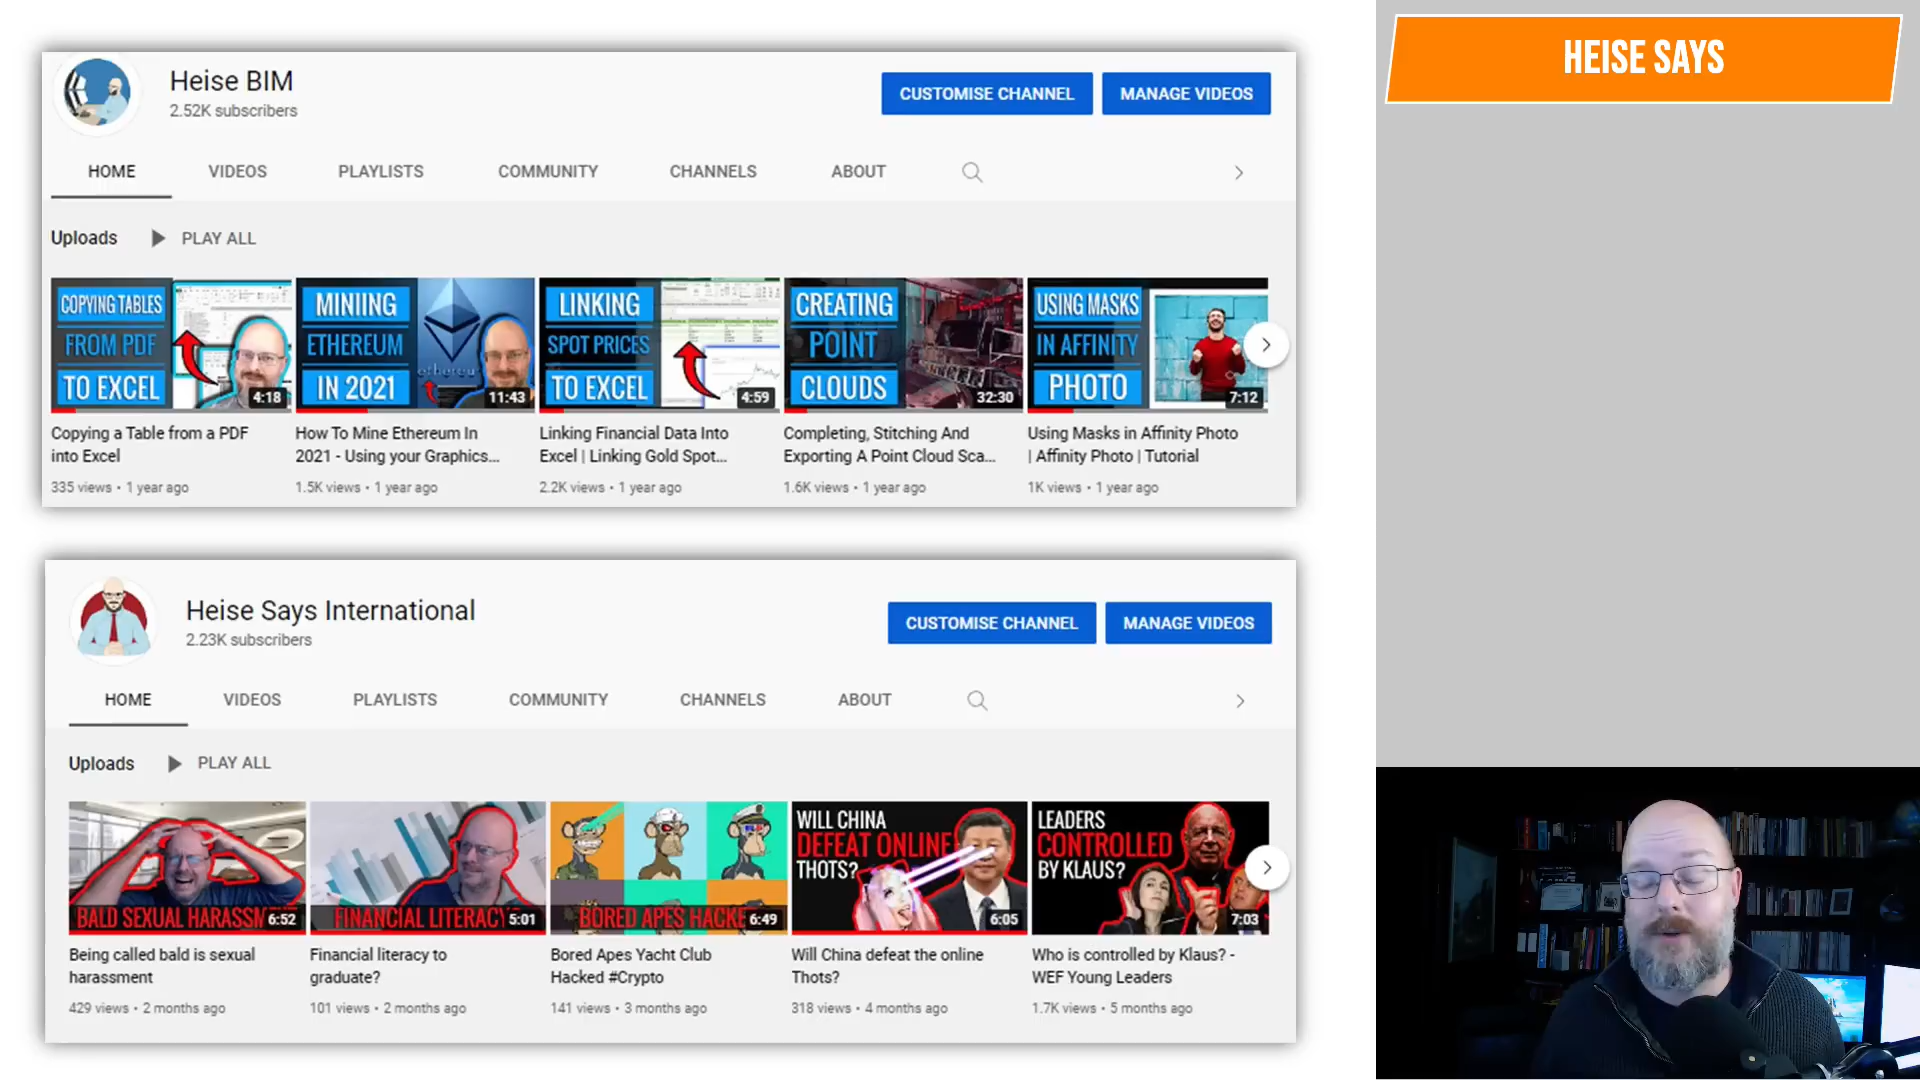 HEISE SAYS
Heise BIM
2.52K subscribers
CUSTOMISE CHANNEL
MANAGE VIDEOS
HOME
VIDEOS
PLAYLISTS
COMMUNITY
CHANNELS
ABOUT
Uploads
PLAY ALL
COPYING TABLES
FROM PDF
TO EXCEL
4:18
MINIING
ETHEREUM
IN 2021
11:43
LINKING
SPOT PRICES
TO EXCEL
4:59
CREATING
POINT
CLOUDS
32:30
USING MASKS
IN AFFINITY
PHOTO
7:12
Copying a Table from a PDF
into Excel
335 views • 1 year ago
How To Mine Ethereum In
2021 - Using your Graphics...
1.5K views • 1 year ago
Linking Financial Data Into
Excel | Linking Gold Spot...
2.2K views • 1 year ago
Completing, Stitching And
Exporting A Point Cloud Sca...
1.6K views • 1 year ago
Using Masks in Affinity Photo
| Affinity Photo | Tutorial
1K views • 1 year ago
Heise Says International
2.23K subscribers
CUSTOMISE CHANNEL
MANAGE VIDEOS
HOME
VIDEOS
PLAYLISTS
COMMUNITY
CHANNELS
ABOUT
Uploads
PLAY ALL
BALD SEXUAL HARASSM
6:52
FINANCIAL LITERACY
5:01
BORED APES HACKE
6:49
WILL CHINA
DEFEAT ONLINE
THOTS?
6:05
LEADERS
CONTROLLED
BY KLAUS?
7:03
Being called bald is sexual
harassment
429 views • 2 months ago
Financial literacy to
graduate?
101 views • 2 months ago
Bored Apes Yacht Club
Hacked #Crypto
141 views • 3 months ago
Will China defeat the online
Thots?
318 views • 4 months ago
Who is controlled by Klaus? -
WEF Young Leaders
1.7K views • 5 months ago